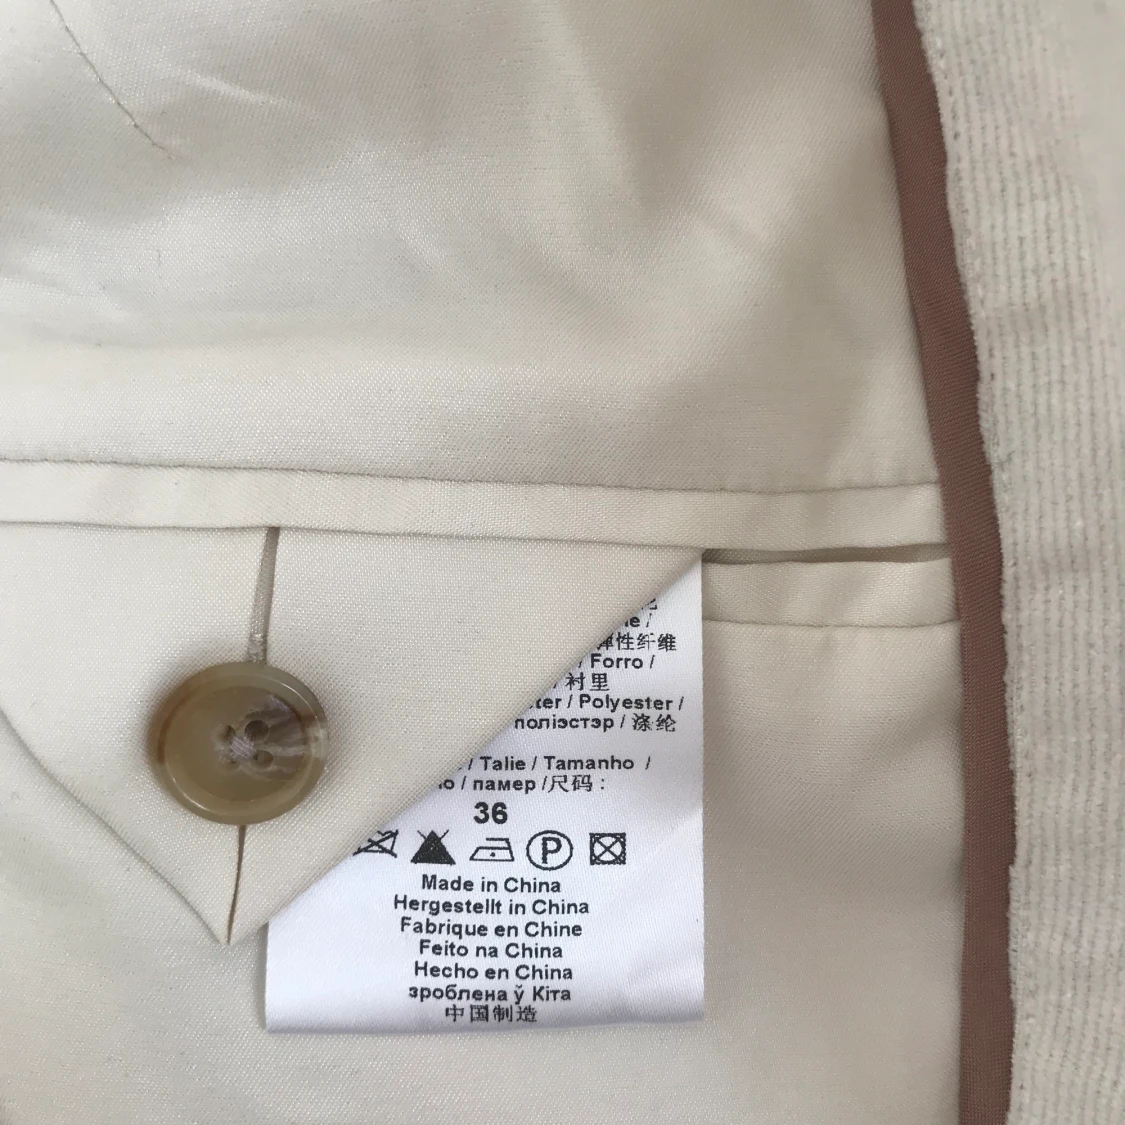 弹性纤维
/ Forro /
衬里
/ Polyester /
поліэстэр / 涤纶
/ Talie / Tamanho /
/ памер /尺码 :
36
P
Made in China
Hergestellt in China
Fabrique en Chine
Feito na China
Hecho en China
зроблена ў Кіта
中国制造